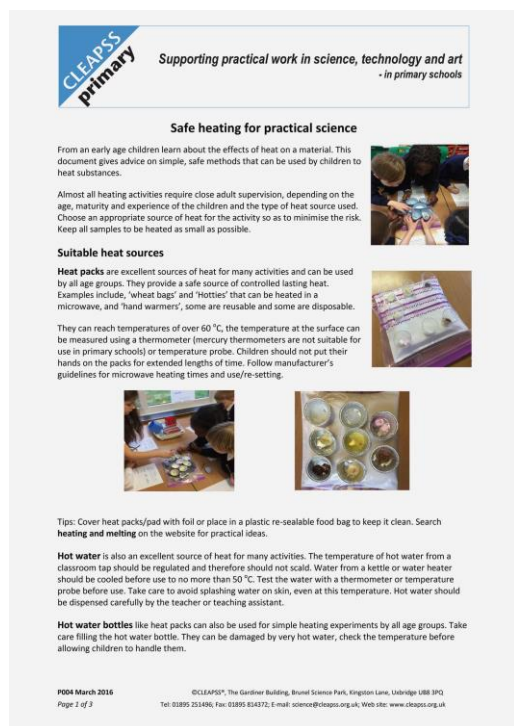 CLEAPSS
primary
Supporting practical work in science, technology and art
- in primary schools
Safe heating for practical science
From an early age children learn about the effects of heat on a material. This
document gives advice on simple, safe methods that can be used by children to
heat substances.
Almost all heating activities require close adult supervision, depending on the
age, maturity and experience of the children and the type of heat source used.
Choose an appropriate source of heat for the activity so as to minimise the risk.
Keep all samples to be heated as small as possible.
Suitable heat sources
Heat packs are excellent sources of heat for many activities and can be used
by all age groups. They provide a safe source of controlled lasting heat.
Examples include, ‘wheat bags’ and ‘Hotties’ that can be heated in a
microwave, and ‘hand warmers’, some are reusable and some are disposable.
They can reach temperatures of over 60 °C, the temperature at the surface can
be measured using a thermometer (mercury thermometers are not suitable for
use in primary schools) or temperature probe. Children should not put their
hands on the packs for extended lengths of time. Follow manufacturer’s
guidelines for microwave heating times and use/re-setting.
Tips: Cover heat packs/pad with foil or place in a plastic re-sealable food bag to keep it clean. Search
heating and melting on the website for practical ideas.
Hot water is also an excellent source of heat for many activities. The temperature of hot water from a
classroom tap should be regulated and therefore should not scald. Water from a kettle or water heater
should be cooled before use to no more than 50 °C. Test the water with a thermometer or temperature
probe before use. Take care to avoid splashing water on skin, even at this temperature. Hot water should
be dispensed carefully by the teacher or teaching assistant.
Hot water bottles like heat packs can also be used for simple heating experiments by all age groups. Take
care filling the hot water bottle. They can be damaged by very hot water, check the temperature before
allowing children to handle them.
P004 March 2016 ©CLEAPSS®, The Gardiner Building, Brunel Science Park, Kingston Lane, Uxbridge UB8 3PQ
Page 1 of 3 Tel: 01895 251496; Fax: 01895 814372; E-mail: science@cleapss.org.uk; Web site: www.cleapss.org.uk